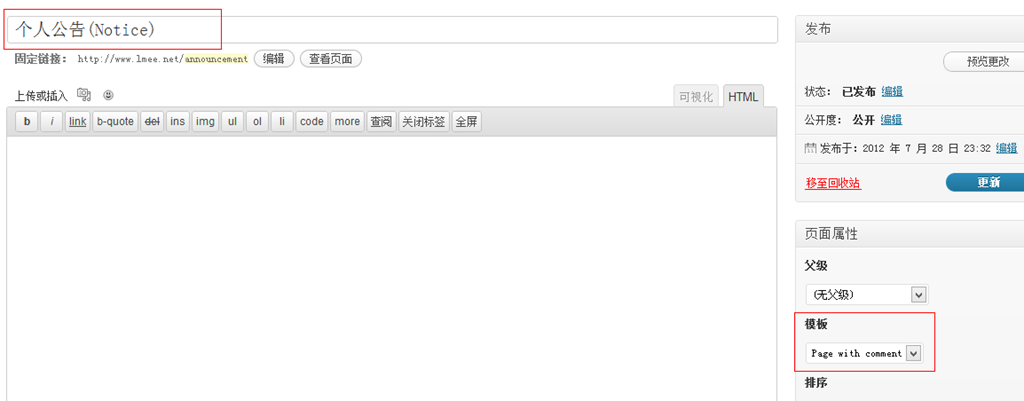 个人公告(Notice)
固定链接： http://www.lmee.net/announcement 编辑 查看页面
上传或插入
可视化 HTML
b i link b-quote del ins img ul ol li code more 查阅 关闭标签 全屏
发布
预览更改
状态： 已发布 编辑
公开度： 公开 编辑
发布于：2012 年 7 月 28 日 23:32 编辑
移至回收站 更新
页面属性
父级
(无父级)
模板
Page with comment
排序